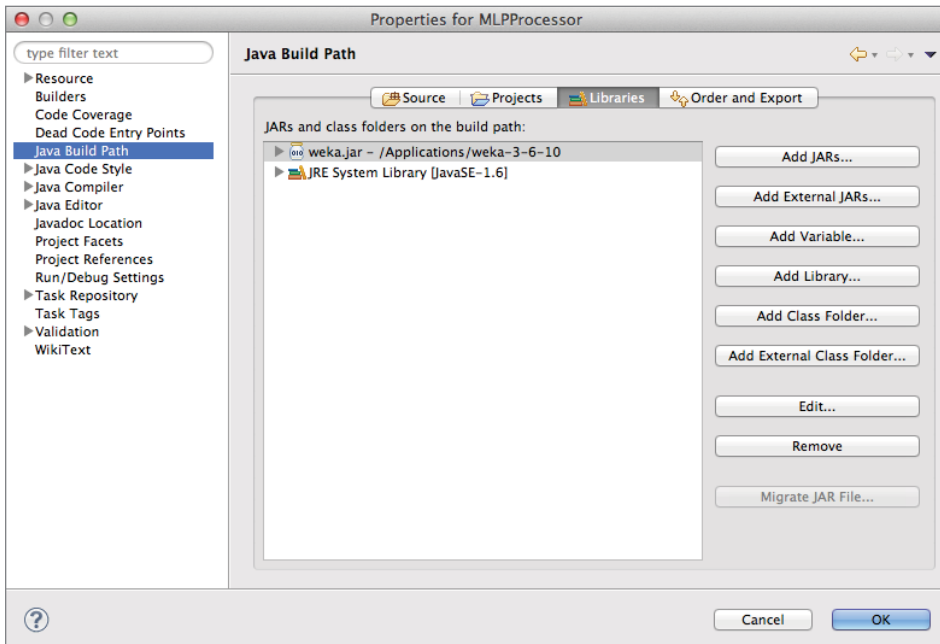 Properties for MLPProcessor
type filter text
Resource
Builders
Code Coverage
Dead Code Entry Points
Java Build Path
Java Code Style
Java Compiler
Java Editor
Javadoc Location
Project Facets
Project References
Run/Debug Settings
Task Repository
Task Tags
Validation
WikiText
Java Build Path
Source Projects Libraries Order and Export
JARs and class folders on the build path:
weka.jar – /Applications/weka-3-6-10
JRE System Library [JavaSE-1.6]
Add JARs...
Add External JARs...
Add Variable...
Add Library...
Add Class Folder...
Add External Class Folder...
Edit...
Remove
Migrate JAR File...
? Cancel OK